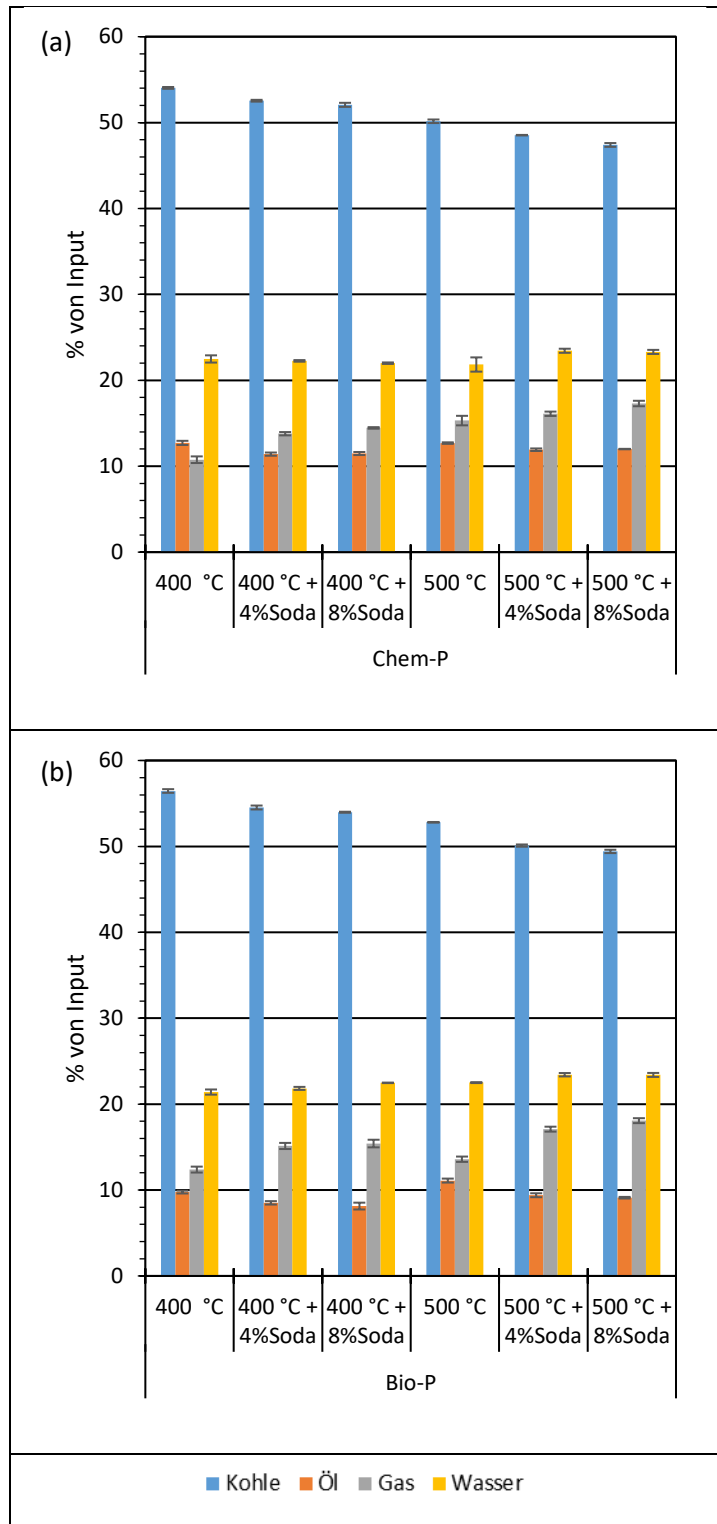 (a)
60
50
40
30
20
10
0
% von Input
400 °C
400 °C +
4%Soda
400 °C +
8%Soda
500 °C
500 °C +
4%Soda
500 °C +
8%Soda
Chem-P
(b)
60
50
40
30
20
10
0
% von Input
400 °C
400 °C +
4%Soda
400 °C +
8%Soda
500 °C
500 °C +
4%Soda
500 °C +
8%Soda
Bio-P
Kohle Öl Gas Wasser